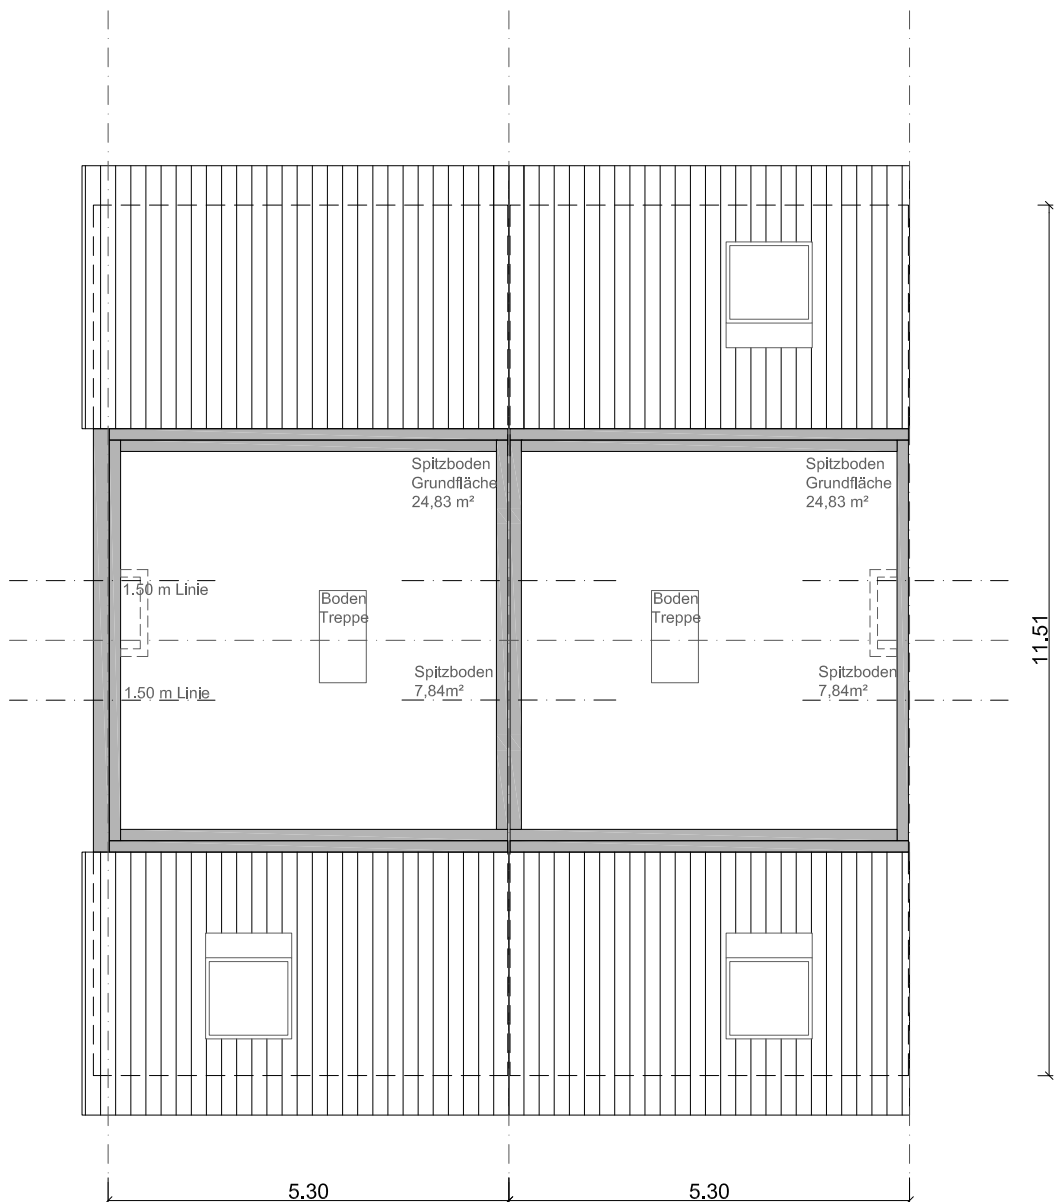 Spitzboden
Grundfläche
24,83 m²
Spitzboden
Grundfläche
24,83 m²
1.50 m Linie
Boden
Treppe
Boden
Treppe
11.51
Spitzboden
7,84m²
Spitzboden
7,84m²
1.50 m Linie
5.30
5.30